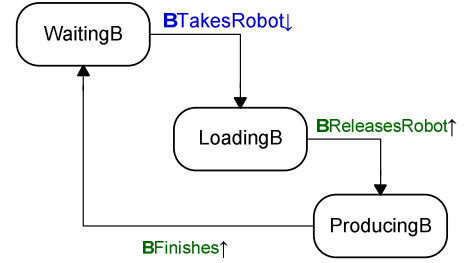 WaitingB
BTakesRobot↓
LoadingB
BReleasesRobot↑
ProducingB
BFinishes↑